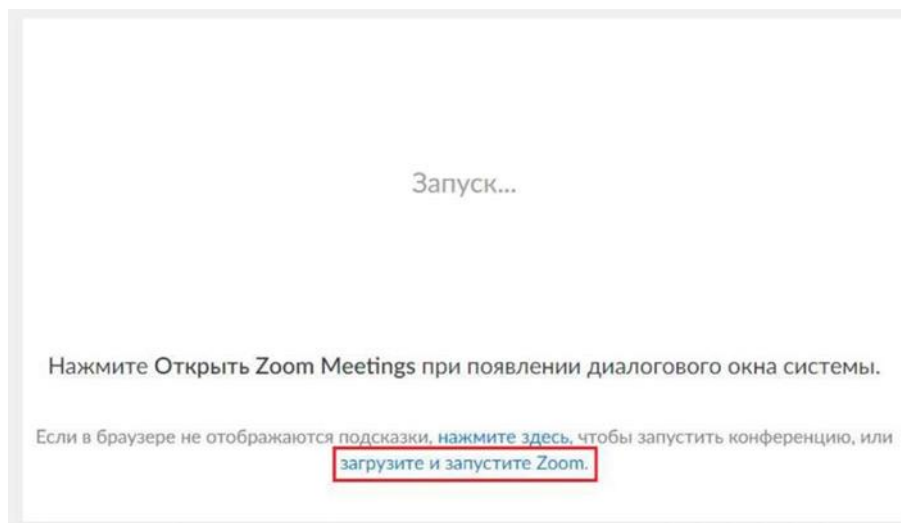 Запуск...
Нажмите Открыть Zoom Meetings при появлении диалогового окна системы.
Если в браузере не отображаются подсказки, нажмите здесь, чтобы запустить конференцию, или
загрузите и запустите Zoom.